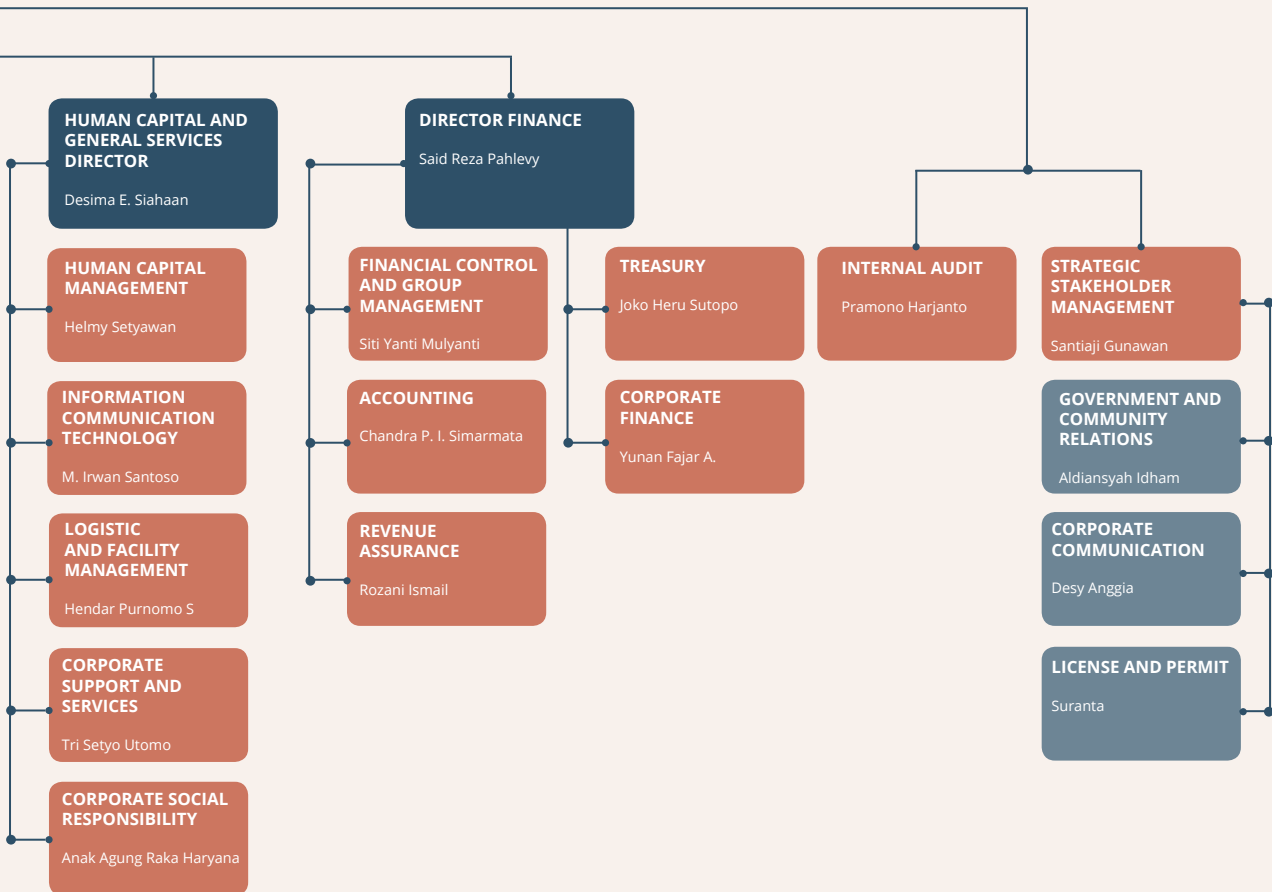 HUMAN CAPITAL AND
GENERAL SERVICES
DIRECTOR
Desima E. Siahaan
HUMAN CAPITAL
MANAGEMENT
Helmy Setyawan
INFORMATION
COMMUNICATION
TECHNOLOGY
M. Irwan Santoso
LOGISTIC
AND FACILITY
MANAGEMENT
Hendar Purnomo S
CORPORATE
SUPPORT AND
SERVICES
Tri Setyo Utomo
CORPORATE SOCIAL
RESPONSIBILITY
Anak Agung Raka Haryana
DIRECTOR FINANCE
Said Reza Pahlevy
FINANCIAL CONTROL
AND GROUP
MANAGEMENT
Siti Yanti Mulyanti
ACCOUNTING
Chandra P. I. Simarmata
REVENUE
ASSURANCE
Rozani Ismail
TREASURY
Joko Heru Sutopo
CORPORATE
FINANCE
Yunan Fajar A.
INTERNAL AUDIT
Pramono Harjanto
STRATEGIC
STAKEHOLDER
MANAGEMENT
Santiaji Gunawan
GOVERNMENT AND
COMMUNITY
RELATIONS
Aldiansyah Idham
CORPORATE
COMMUNICATION
Desy Anggia
LICENSE AND PERMIT
Suranta